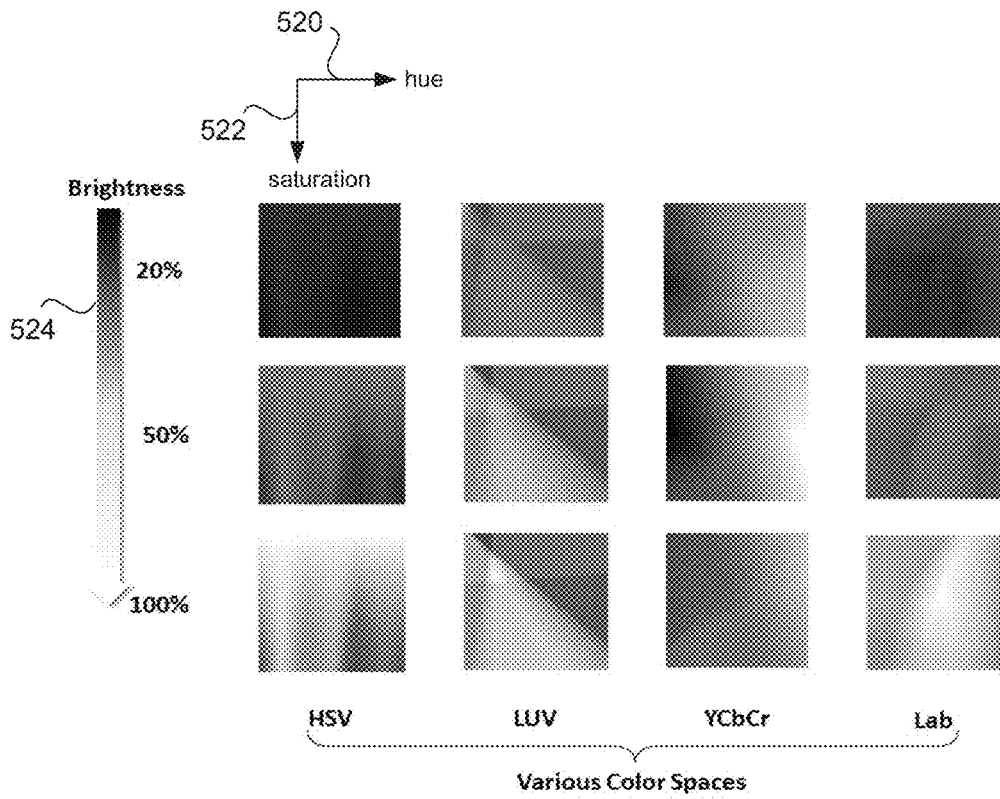 520
hue
522
saturation
Brightness
20%
524
50%
100%
HSV LUV YCbCr Lab
Various Color Spaces